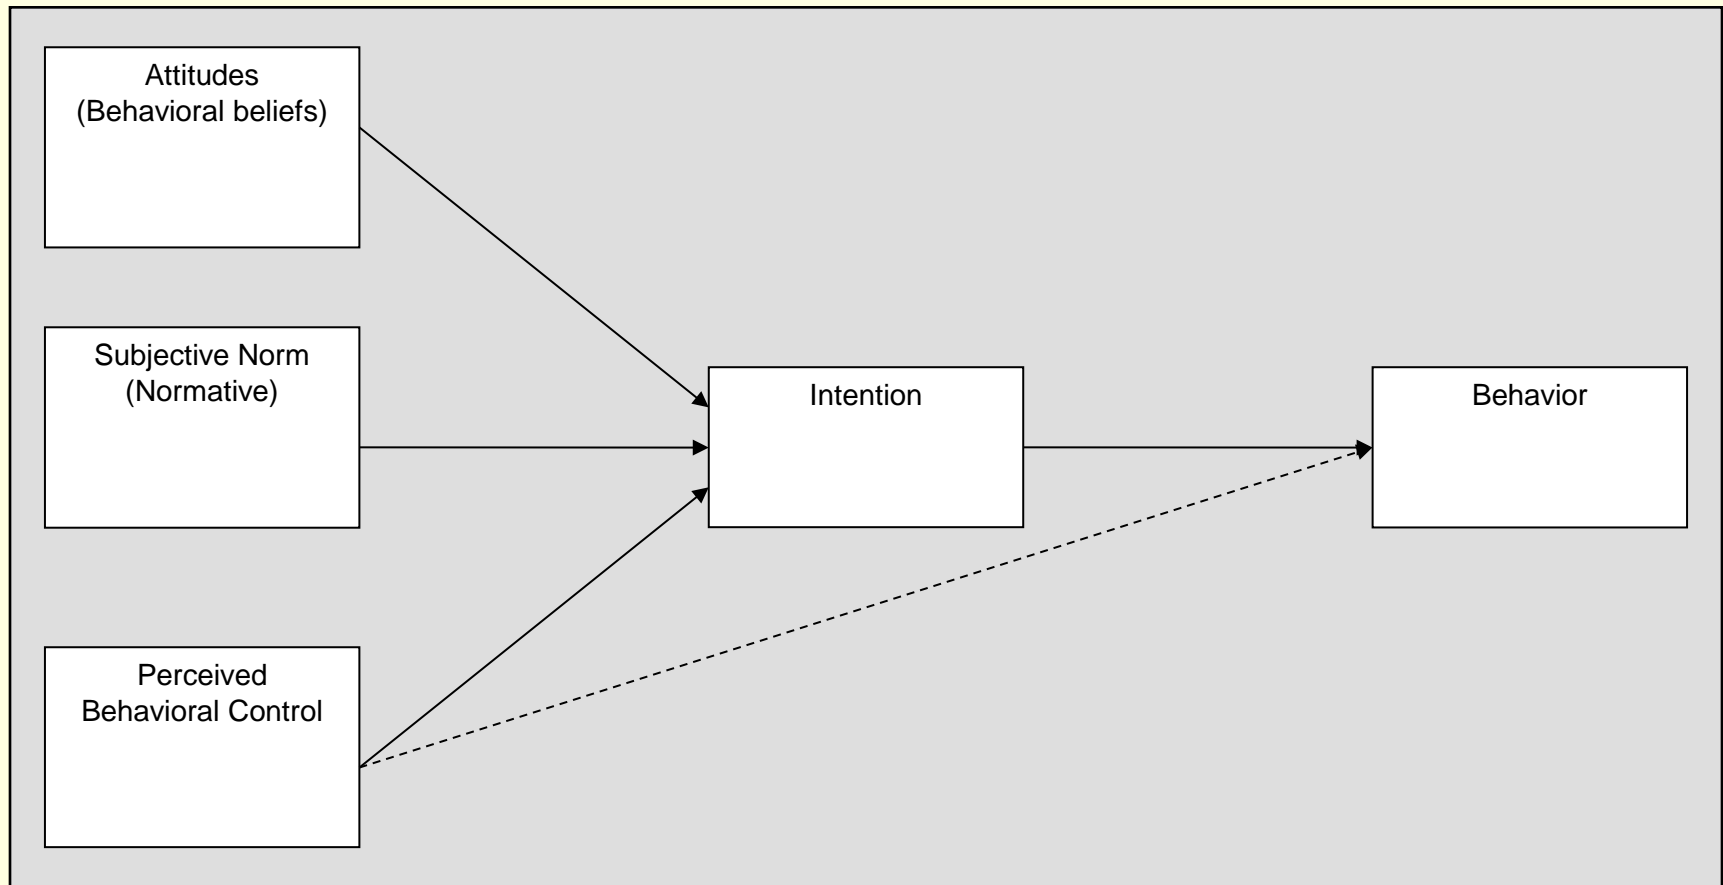 Attitudes
(Behavioral beliefs)
Subjective Norm
(Normative)
Intention
Behavior
Perceived
Behavioral Control